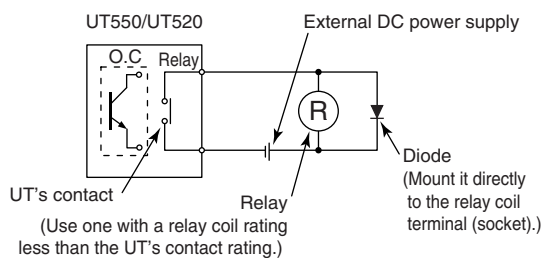 UT550/UT520
External DC power supply
O.C
Relay
R
UT's contact
Relay
(Use one with a relay coil rating
less than the UT's contact rating.)
Diode
(Mount it directly
to the relay coil
terminal (socket).)